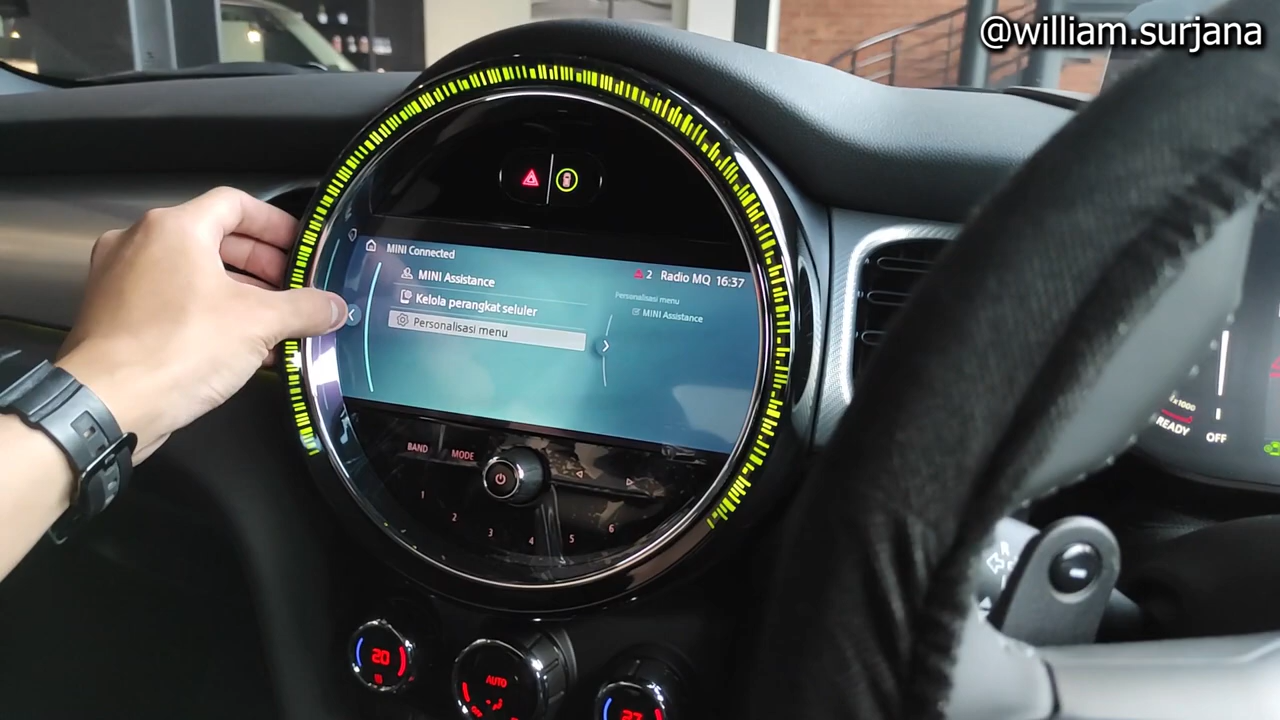 @william.surjana
MINI Connected
2 Radio MQ 16:37
MINI Assistance
Kelola perangkat seluler
Personalisasi menu
Personalisasi menu
MINI Assistance
BAND
MODE
1
2
3
4
5
6
x1000
READY
OFF
20
AUTO